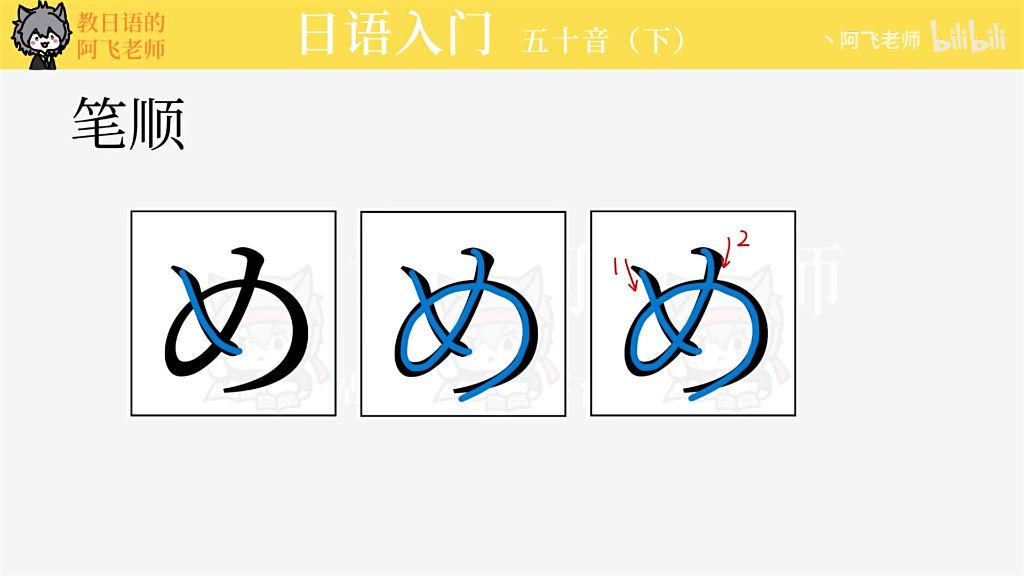 教日语的
阿飞老师
日语入门 五十音（下）
丶阿飞老师 bilibili
笔顺
め め め
1 2